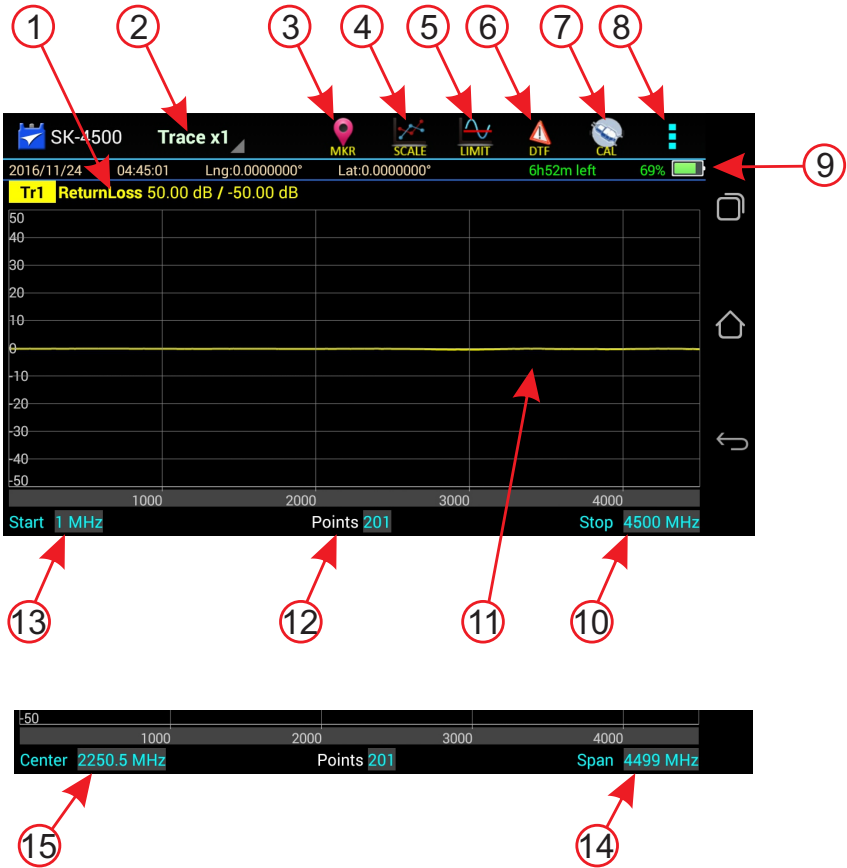 1 2 3 4 5 6 7 8
SK-4500 Trace x1 MKR SCALE LIMIT DTF CAL
2016/11/24 04:45:01 Lng:0.0000000° Lat:0.0000000° 6h52m left 69% 9
Tr1 ReturnLoss 50.00 dB / -50.00 dB
50
40
30
20
10
0
-10
-20
-30
-40
-50
1000 2000 3000 4000
Start 1 MHz Points 201 Stop 4500 MHz
13 12 11 10
-50
1000 2000 3000 4000
Center 2250.5 MHz Points 201 Span 4499 MHz
15 14